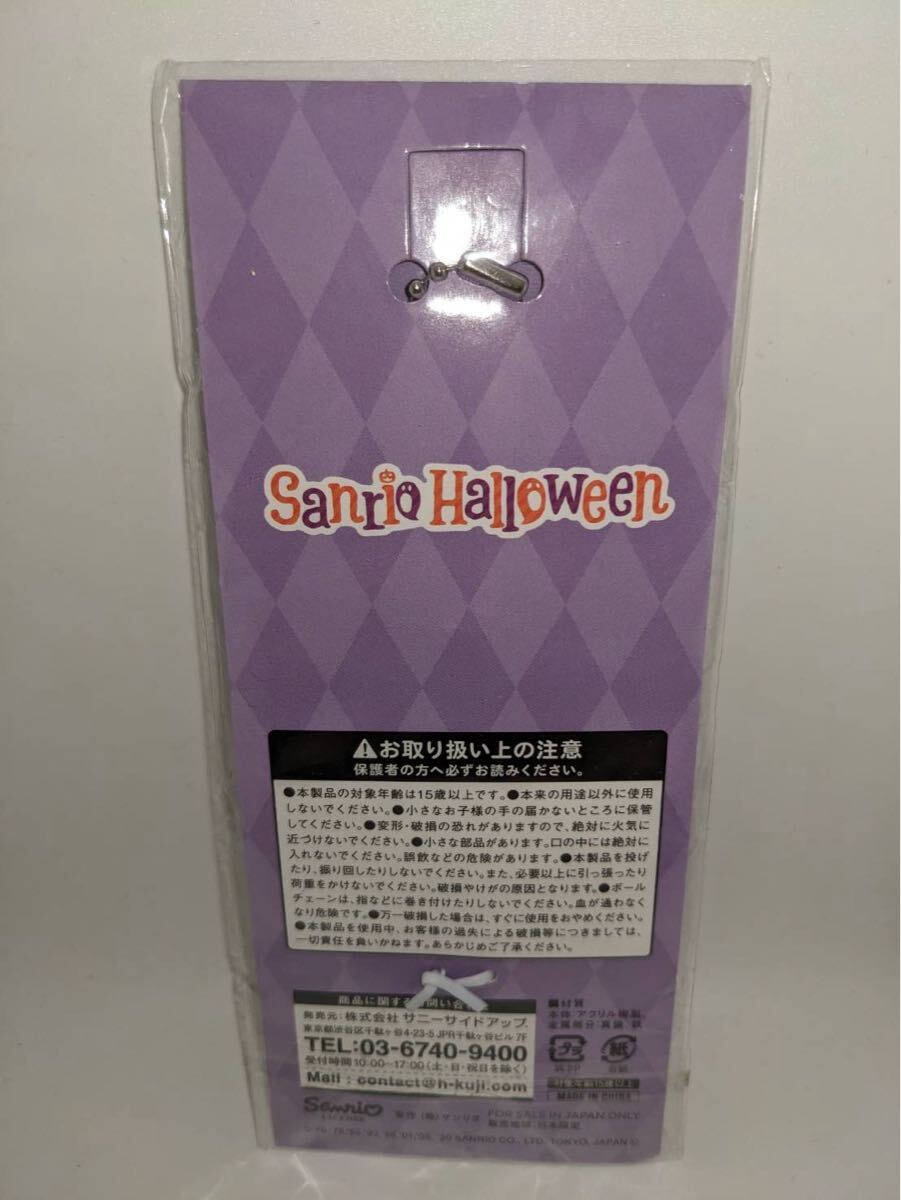 Sanrio Halloween
⚠お取り扱い上の注意
保護者の方へ必ずお読みください。
●本製品の対象年齢は15歳以上です。●本来の用途以外に使用
しないでください。●小さなお子様の手の届かないところに保管
してください。●変形・破損の恐れがありますので、絶対に火気に
近づけないでください。●小さな部品があります。口の中には絶対に
入れないでください。誤飲などの危険があります。●本製品を投げ
たり、振り回したりしないでください。また、必要以上に引っ張ったり
荷重をかけないでください。破損やけがの原因となります。●ボール
チェーンは、指などに巻き付けたりしないでください。血が通わなく
なり危険です。●万一破損した場合は、すぐに使用をおやめください。
●本製品を使用中、お客様の過失による破損等につきましては、
一切責任を負いかねます。あらかじめご了承ください。
商品に関する
問い合
発売元:株式会社 サニーサイドアップ
東京都渋谷区千駄ヶ谷4-23-5 JPR千駄ヶ谷ビル 7F
TEL:03-6740-9400
受付時間 10:00~17:00 (土・日・祝日を除く)
Mail : contact@h-kuji.com
本体:アクリル樹脂
金属部分:真鍮、鉄
プラ
紙
対象年齢15歳以上
MADE IN CHINA
Sanrio
LICENSE
著作 (株) サンリオ
FOR SALE IN JAPAN ONLY
販売地域:日本限定
SANRIO CO., LTD. TOKYO, JAPAN